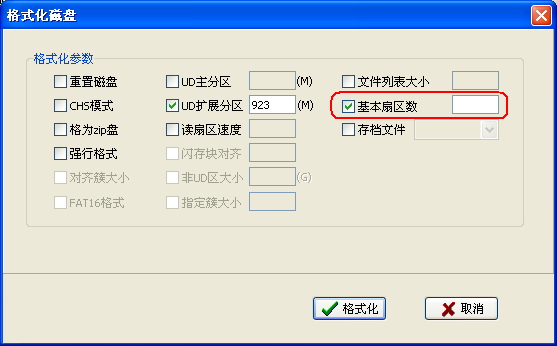 格式化磁盘
格式化参数
重置磁盘
UD主分区
(M)
文件列表大小
CHS模式
UD扩展分区
923
(M)
基本扇区数
格为zip盘
读扇区速度
存档文件
强行格式
闪存块对齐
对齐簇大小
非UD区大小
(G)
FAT16格式
指定簇大小
格式化
取消